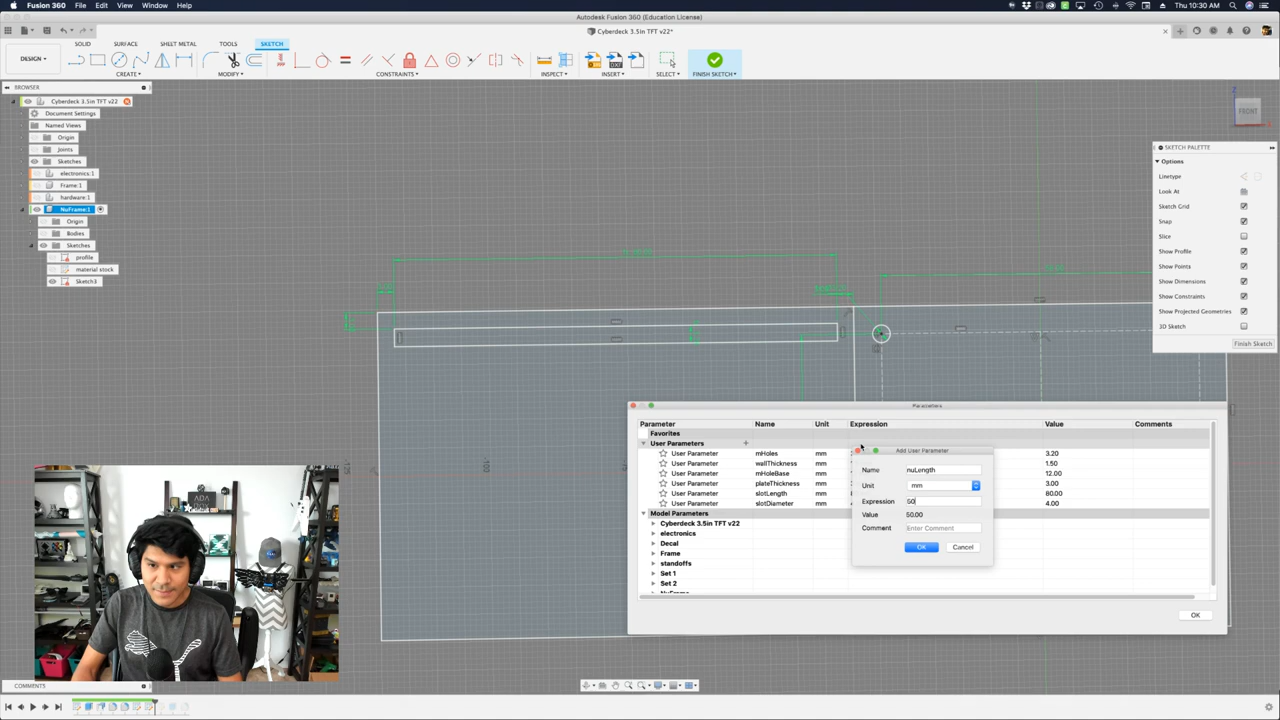 Fusion 360 File Edit View Window Help
Thu 10:30 AM
Autodesk Fusion 360 (Education License)
Cyberdeck 3.5in TFT v22*
SOLID SURFACE SHEET METAL TOOLS SKETCH
DESIGN
CREATE MODIFY CONSTRAINTS INSPECT INSERT SELECT FINISH SKETCH
BROWSER
Cyberdeck 3.5in TFT v22
Document Settings
Named Views
Origin
Joints
Sketches
electronics:1
Frame:1
hardware:1
NuFrame:1
Origin
Bodies
Sketches
profile
material stock
Sketch3
FRONT
SKETCH PALETTE
Options
Linetype
Look At
Sketch Grid
Snap
Slice
Show Profile
Show Points
Show Dimensions
Show Constraints
Show Projected Geometries
3D Sketch
Finish Sketch
125
100
Parameters
Parameter Name Unit Expression Value Comments
Favorites
User Parameters +
User Parameter mHoles mm 3.20
User Parameter wallThickness mm 1.50
User Parameter mHoleBase mm 12.00
User Parameter plateThickness mm 3.00
User Parameter slotLength mm 80.00
User Parameter slotDiameter mm 4.00
Model Parameters
Cyberdeck 3.5in TFT v22
electronics
Decal
Frame
standoffs
Set 1
Set 2
NuFrame
OK
Add User Parameter
Name nuLength
Unit mm
Expression 50
Value 50.00
Comment Enter Comment
OK Cancel
ADA
COMMENTS